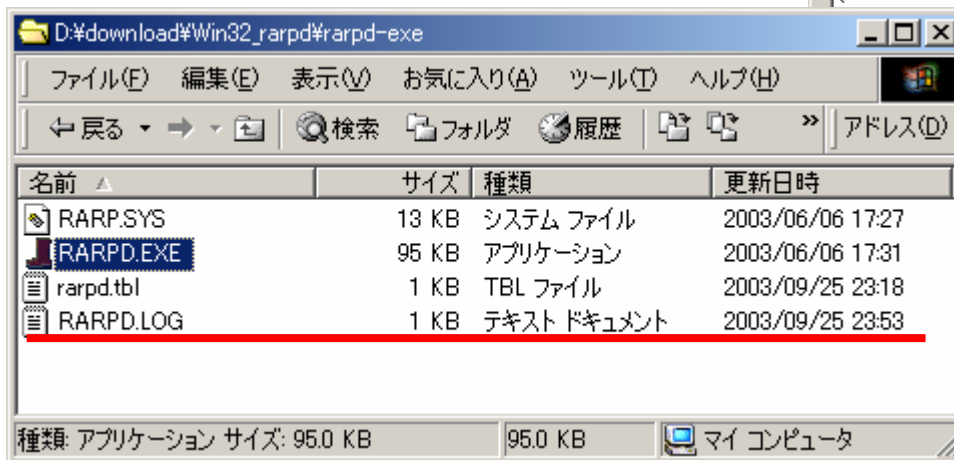 D:¥download¥Win32_rarpd¥rarpd-exe
ファイル(F) 編集(E) 表示(V) お気に入り(A) ツール(T) ヘルプ(H)
戻る 検索 フォルダ 履歴 » アドレス(D)
名前 サイズ 種類 更新日時
RARP.SYS 13 KB システム ファイル 2003/06/06 17:27
RARPD.EXE 95 KB アプリケーション 2003/06/06 17:31
rarpd.tbl 1 KB TBL ファイル 2003/09/25 23:18
RARPD.LOG 1 KB テキスト ドキュメント 2003/09/25 23:53
種類: アプリケーション サイズ: 95.0 KB 95.0 KB マイ コンピュータ